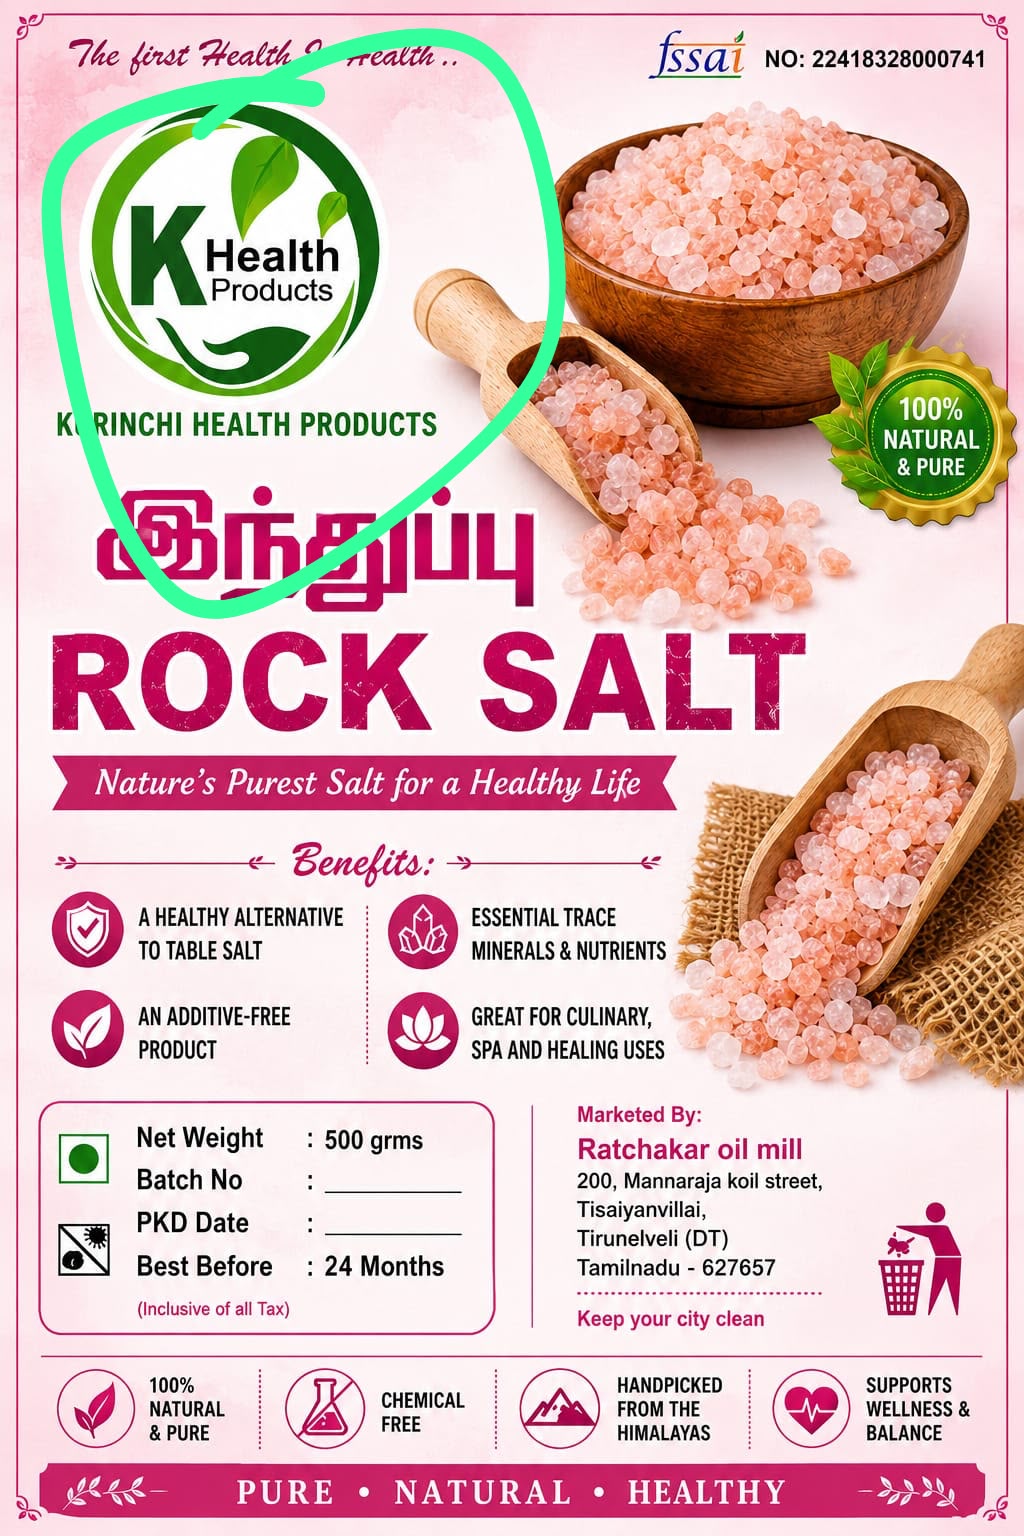 The first Health Is Health ..
fssai NO: 22418328000741
K Health
Products
KURINCHI HEALTH PRODUCTS
100%
NATURAL
& PURE
இந்துப்பு
ROCK SALT
Nature's Purest Salt for a Healthy Life
Benefits:
A HEALTHY ALTERNATIVE
TO TABLE SALT
ESSENTIAL TRACE
MINERALS & NUTRIENTS
AN ADDITIVE-FREE
PRODUCT
GREAT FOR CULINARY,
SPA AND HEALING USES
Net Weight : 500 grms
Batch No :
PKD Date :
Best Before : 24 Months
(Inclusive of all Tax)
Marketed By:
Ratchakar oil mill
200, Mannaraja koil street,
Tisaiyanvillai,
Tirunelveli (DT)
Tamilnadu - 627657
Keep your city clean
100%
NATURAL
& PURE
CHEMICAL
FREE
HANDPICKED
FROM THE
HIMALAYAS
SUPPORTS
WELLNESS &
BALANCE
PURE • NATURAL • HEALTHY